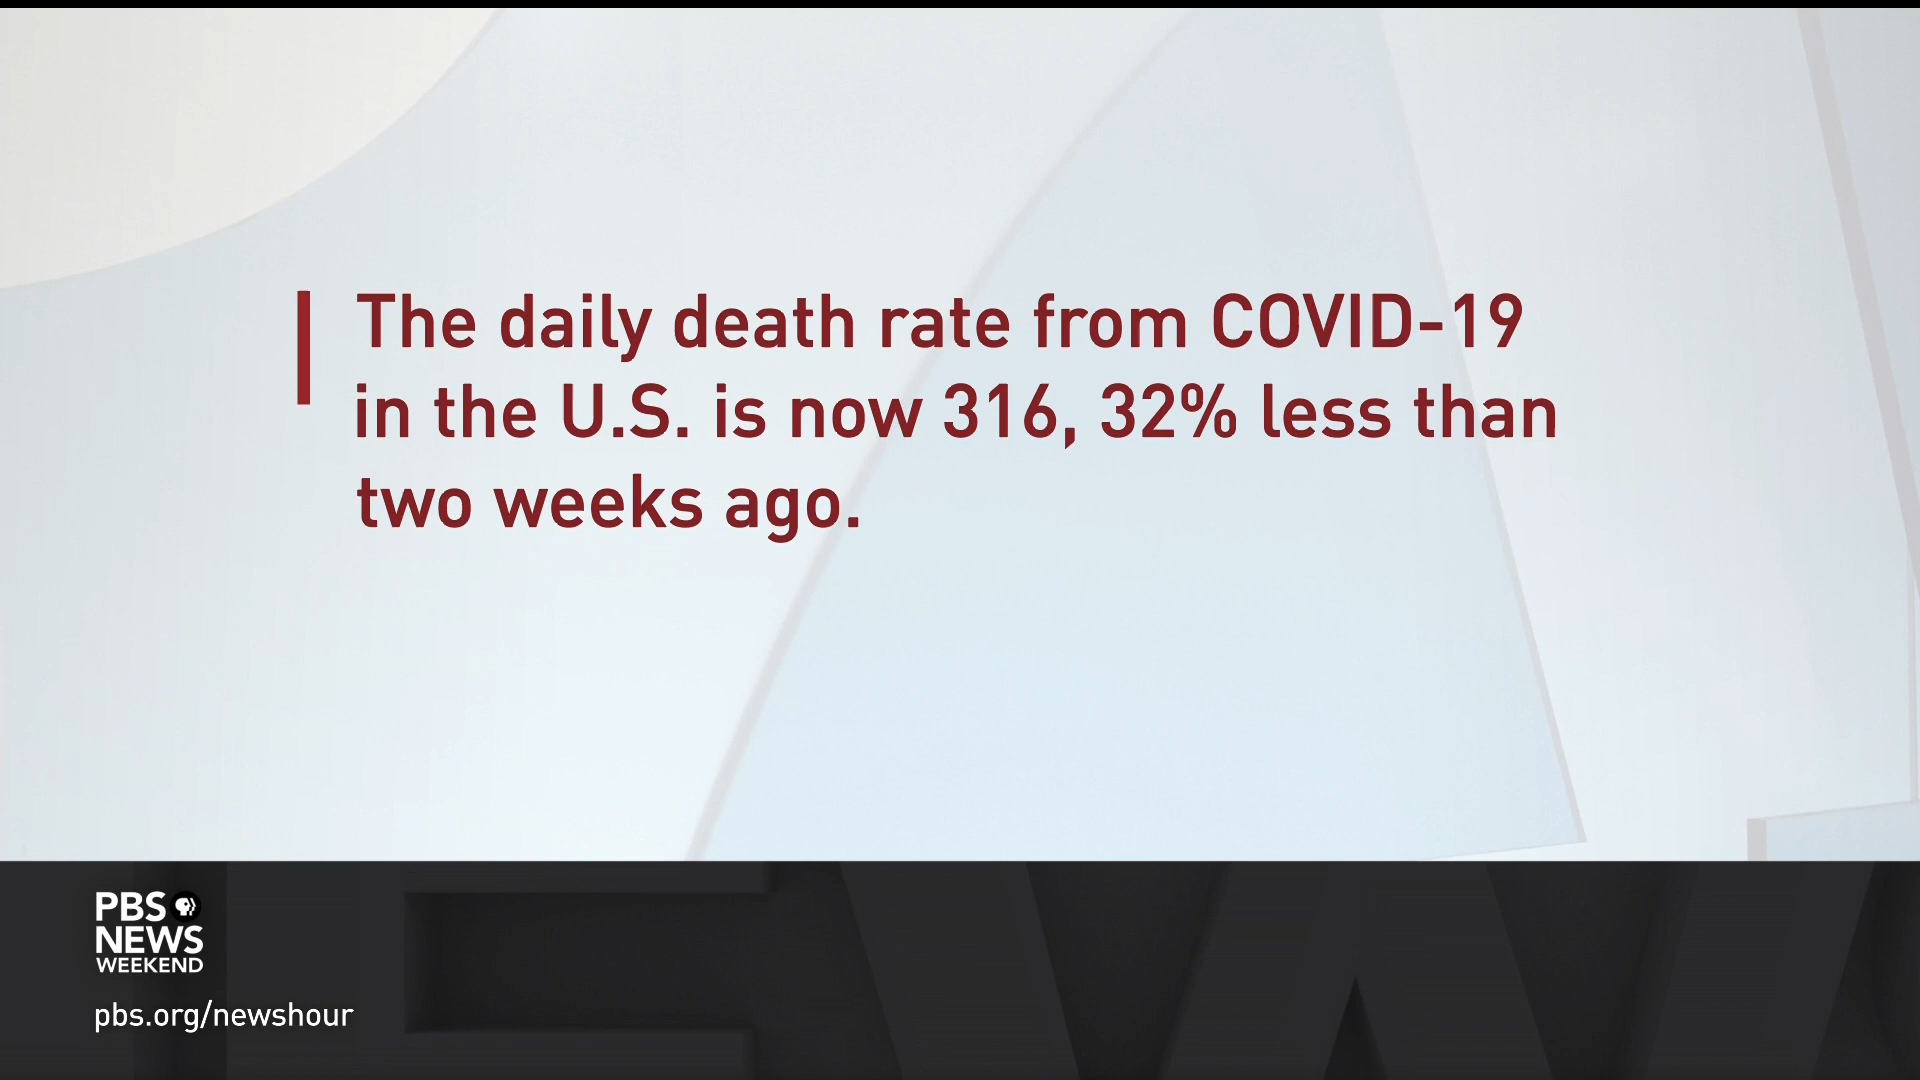 The daily death rate from COVID-19
in the U.S. is now 316, 32% less than
two weeks ago.
PBS
NEWS
WEEKEND
pbs.org/newshour